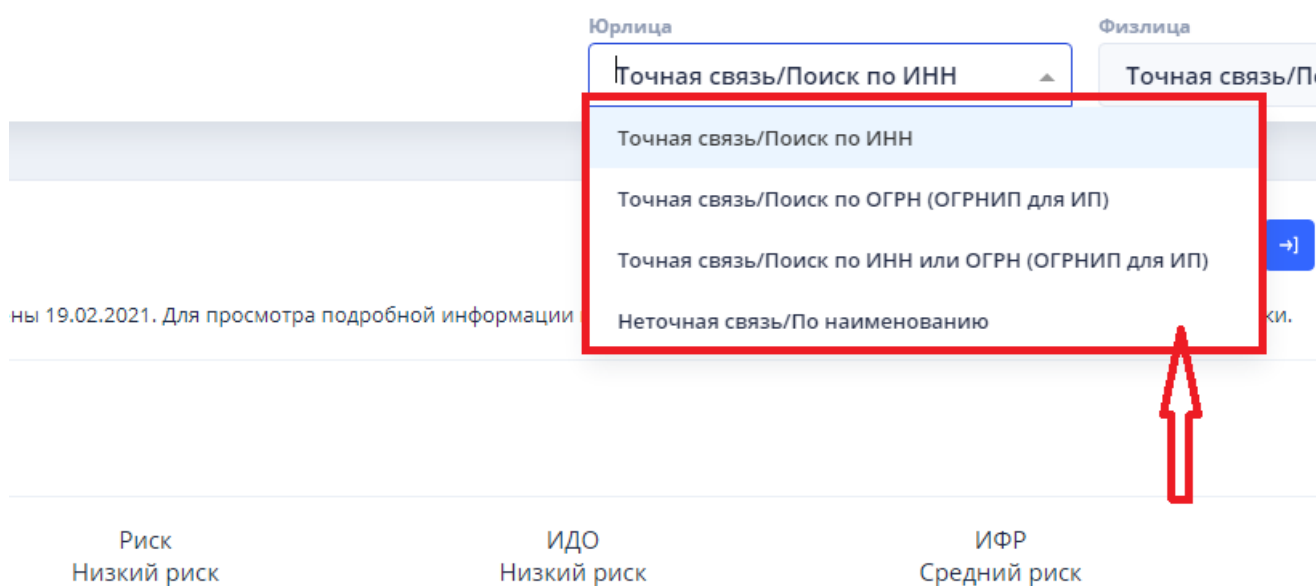 Юрлица
Физлица
Точная связь/Поиск по ИНН
Точная связь/П
Точная связь/Поиск по ИНН
Точная связь/Поиск по ОГРН (ОГРНИП для ИП)
Точная связь/Поиск по ИНН или ОГРН (ОГРНИП для ИП)
ны 19.02.2021. Для просмотра подробной информации
ки.
Неточная связь/По наименованию
Риск
ИДО
ИФР
Низкий риск
Низкий риск
Средний риск